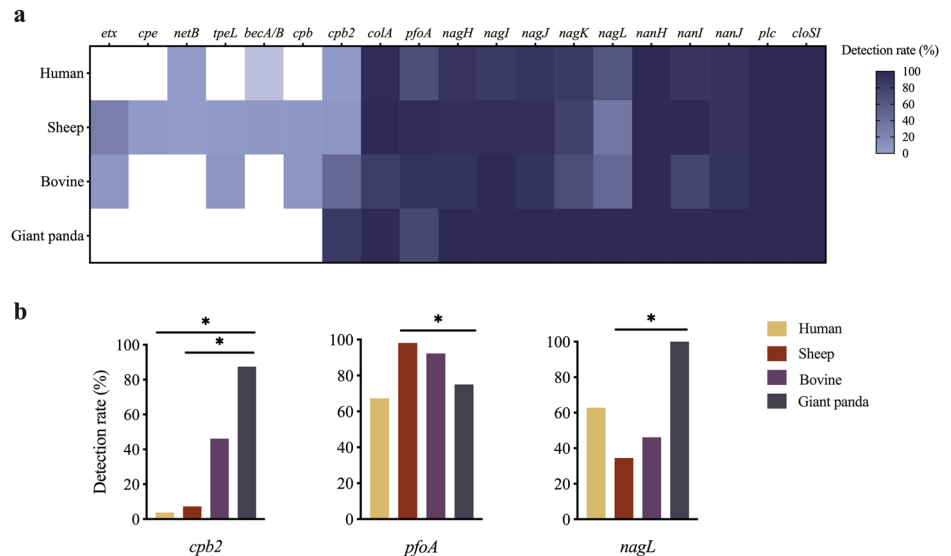 a
etx cpe netB tpeL becA/B cpb cpb2 colA pfoA nagH nagI nagJ nagK nagL nanH nanI nanJ plc cloSI
Human
Sheep
Bovine
Giant panda
Detection rate (%)
100
80
60
40
20
0
b
Detection rate (%)
100
80
60
40
20
0
*
*
cpb2
100
80
60
40
20
0
*
pfoA
100
80
60
40
20
0
*
nagL
Human
Sheep
Bovine
Giant panda